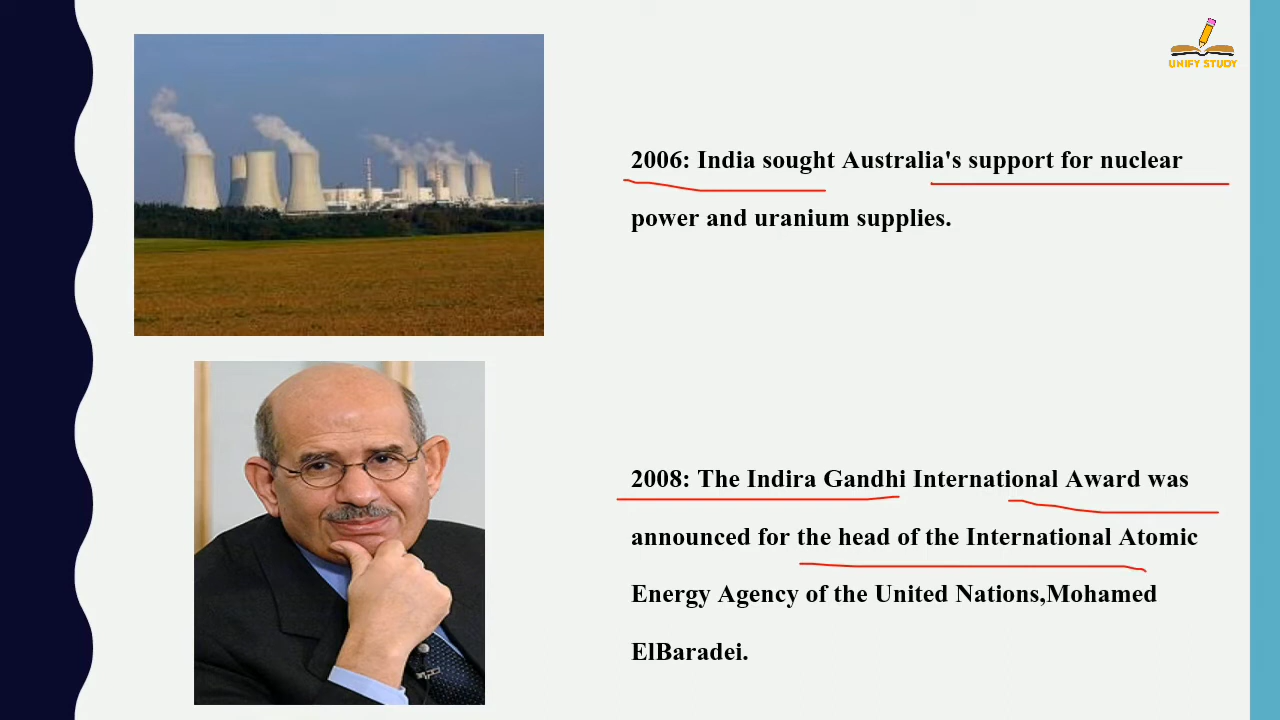 UNIFY STUDY
2006: India sought Australia's support for nuclear
power and uranium supplies.
2008: The Indira Gandhi International Award was
announced for the head of the International Atomic
Energy Agency of the United Nations,Mohamed
ElBaradei.